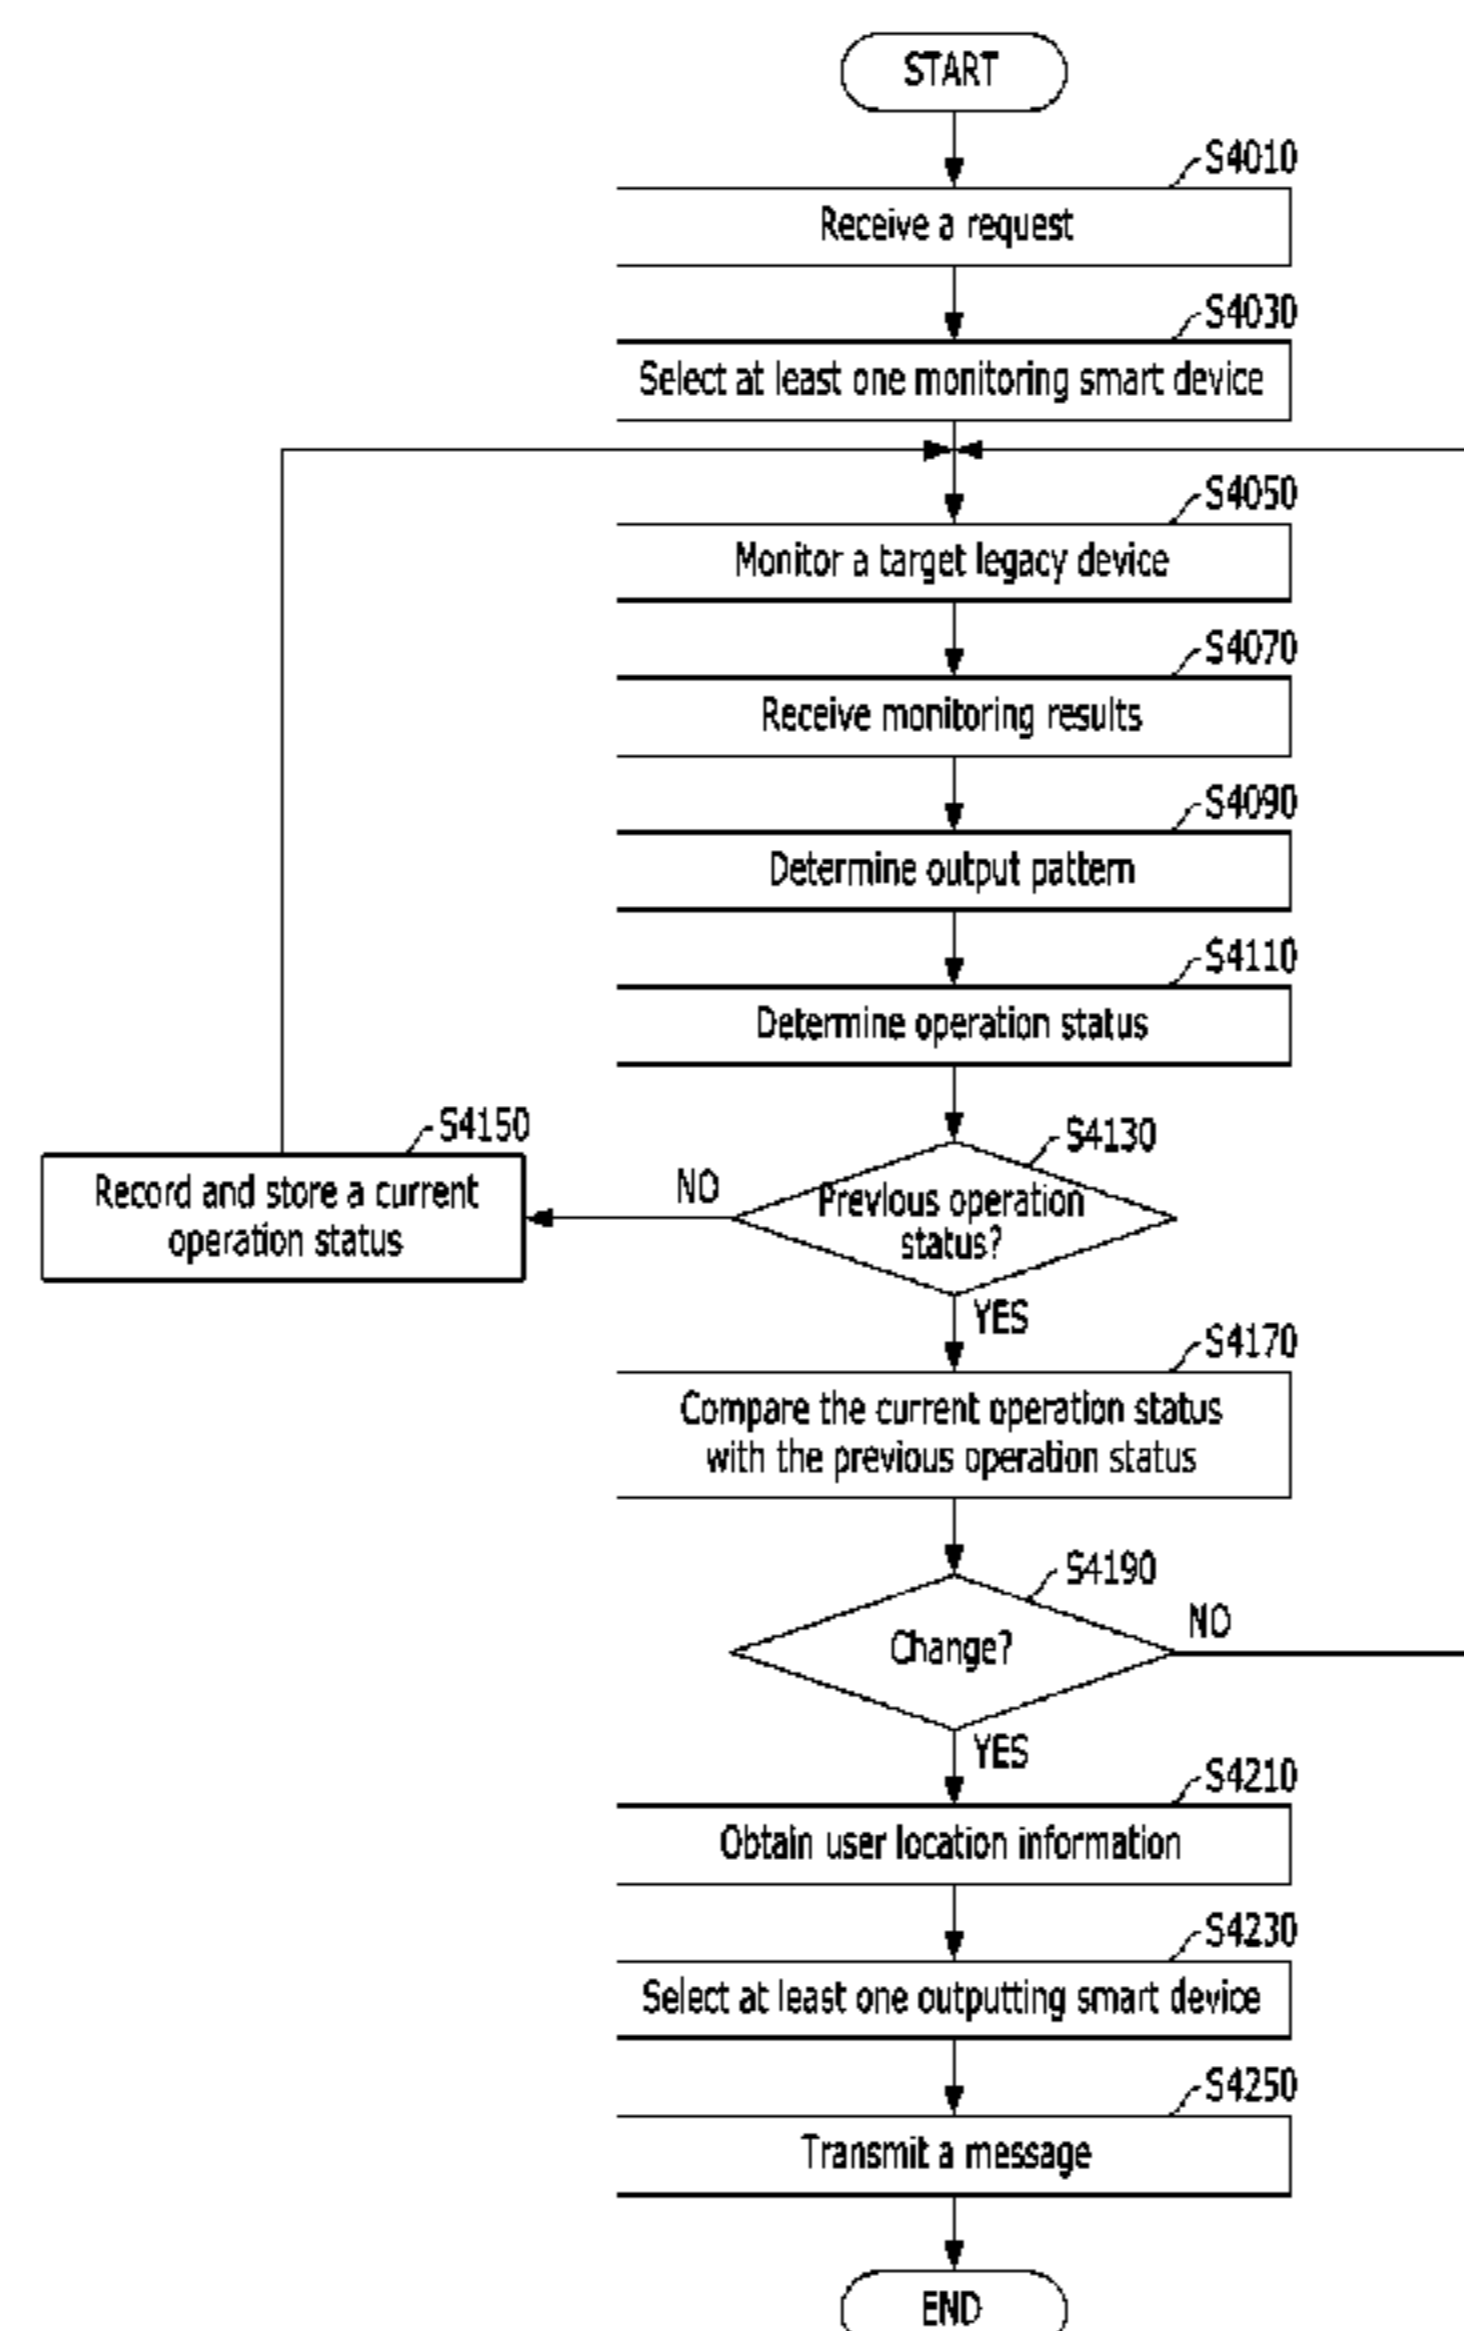 START
S4010
Receive a request
S4030
Select at least one monitoring smart device
S4050
Monitor a target legacy device
S4070
Receive monitoring results
S4090
Determine output pattern
S4110
Determine operation status
S4130
Previous operation
status?
NO
S4150
Record and store a current
operation status
YES
S4170
Compare the current operation status
with the previous operation status
S4190
Change?
NO
YES
S4210
Obtain user location information
S4230
Select at least one outputting smart device
S4250
Transmit a message
END